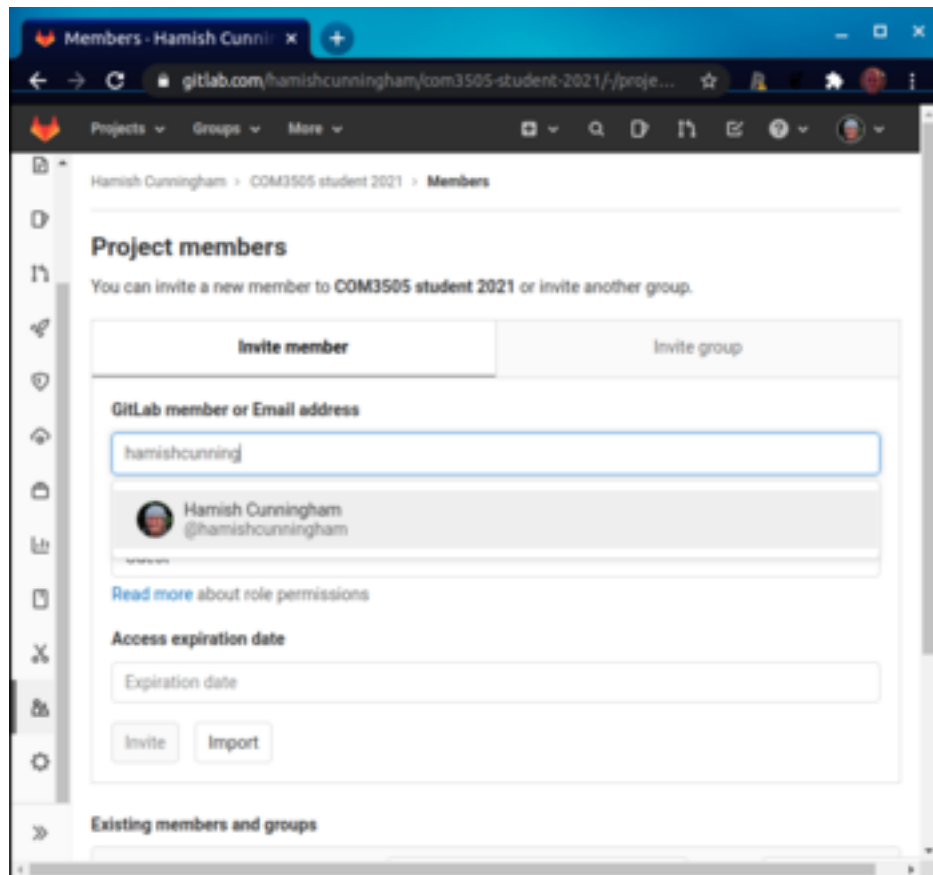 Members - Hamish Cunni
gitlab.com/hamishcunningham/com3505-student-2021/-/proje...
Projects Groups More
Hamish Cunningham > COM3505 student 2021 > Members
Project members
You can invite a new member to COM3505 student 2021 or invite another group.
Invite member Invite group
GitLab member or Email address
hamishcunning
Hamish Cunningham
@hamishcunningham
Read more about role permissions
Access expiration date
Expiration date
Invite Import
Existing members and groups